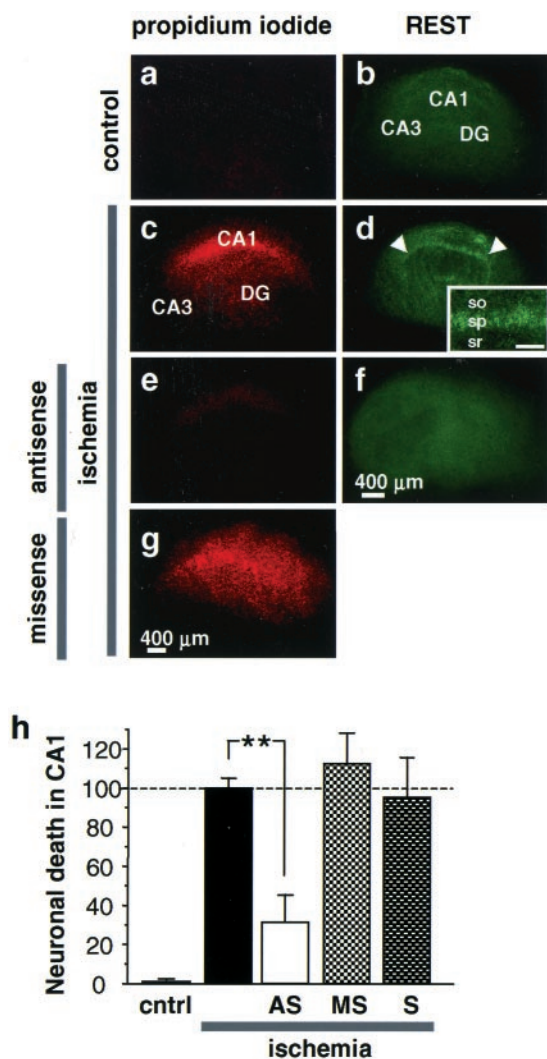 propidium iodide REST
control
a
b
CA1
CA3 DG
ischemia
c
CA1
DG
CA3
d
so
sp
sr
antisense
e
f
400 μm
missense
g
400 μm
h
Neuronal death in CA1
**
120
100
80
60
40
20
0
cntrl AS MS S
ischemia